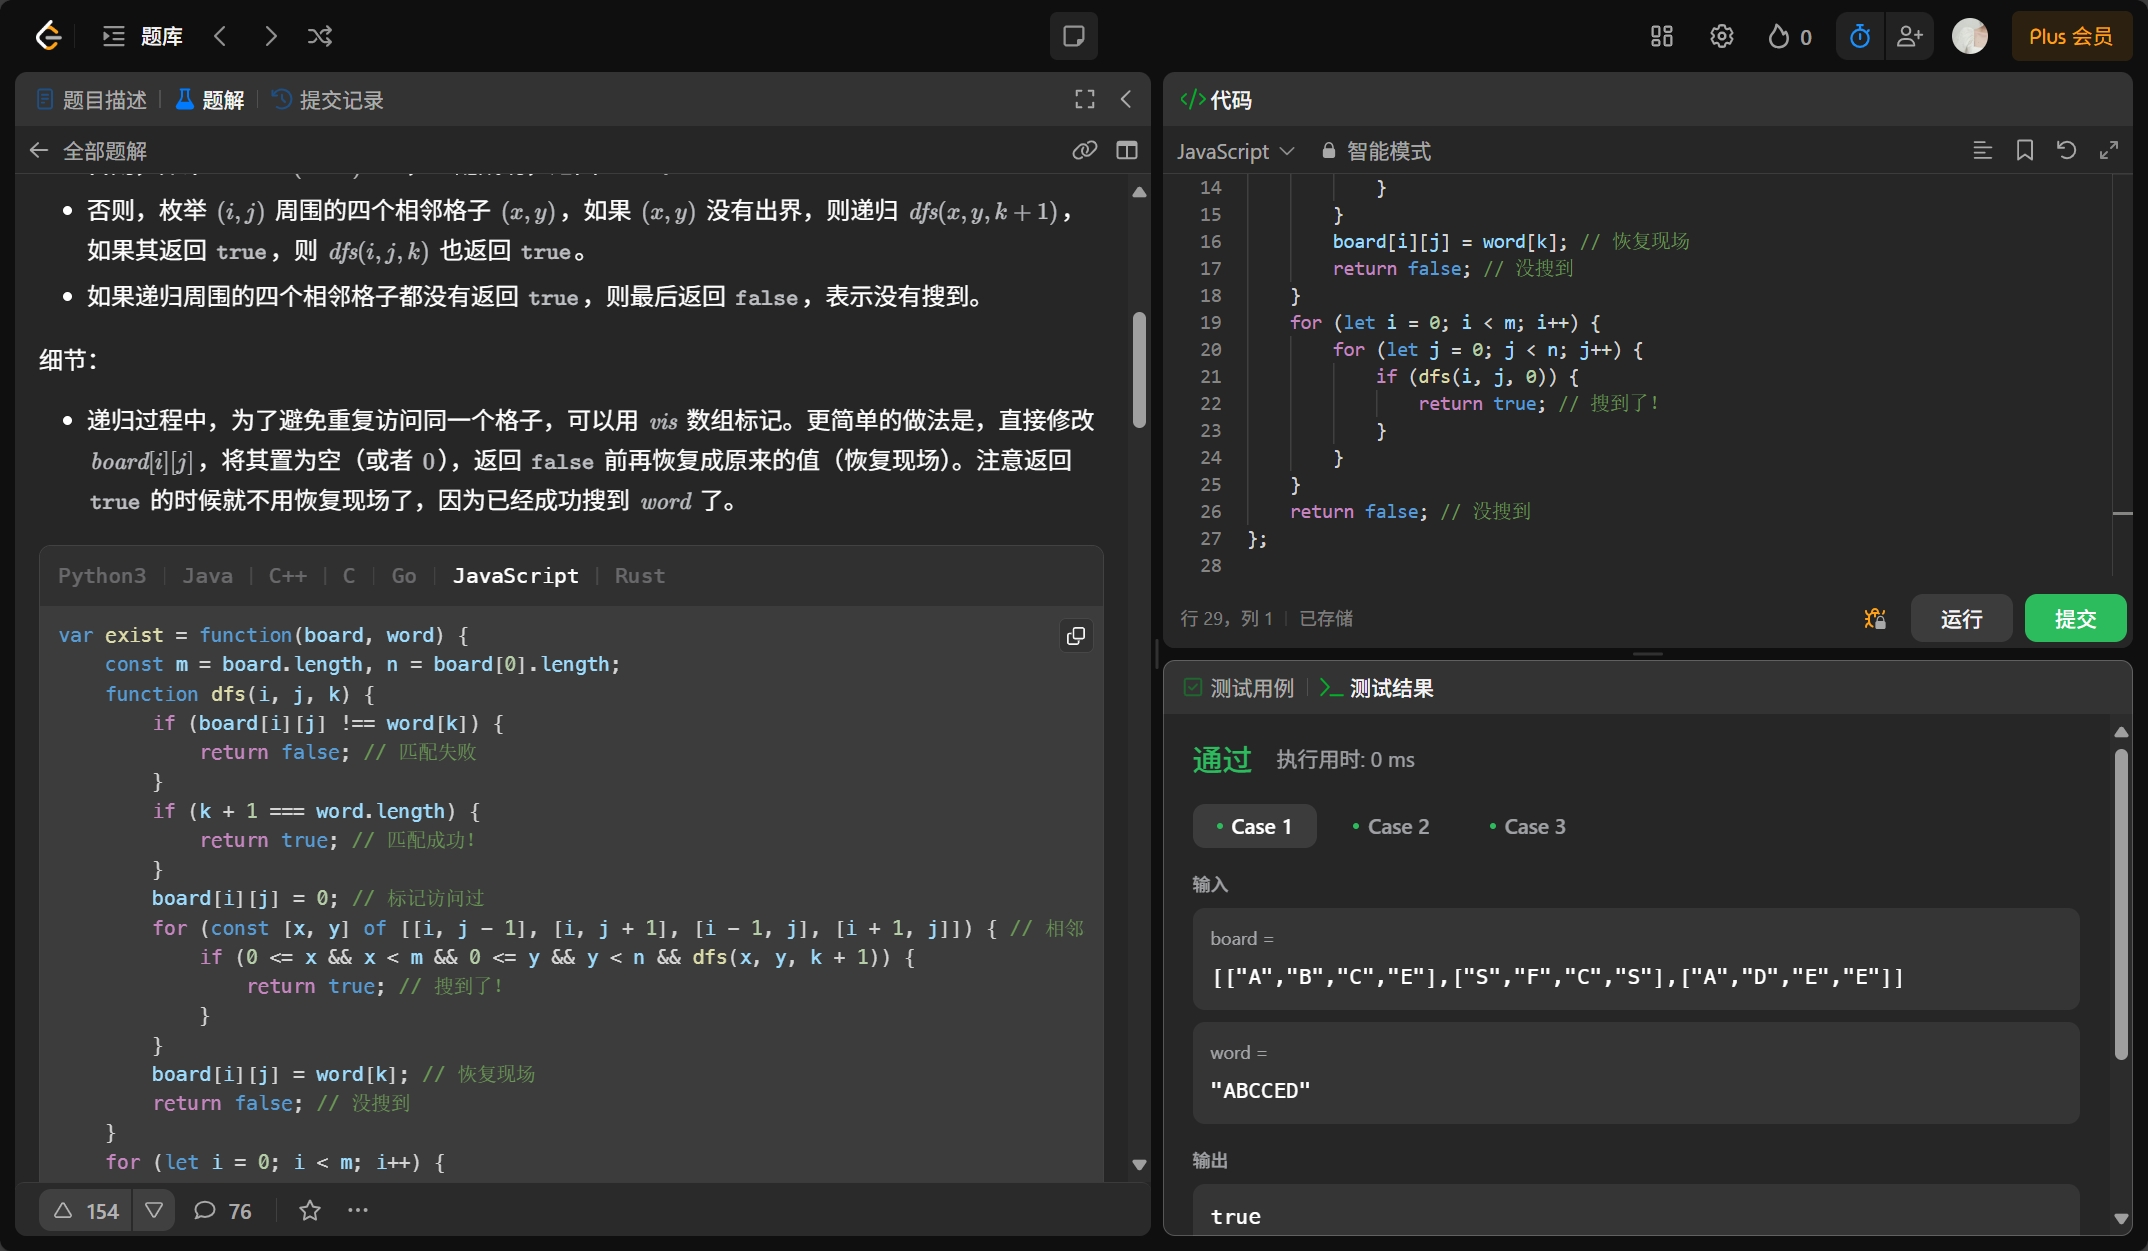 题库
0
Plus 会员
题目描述
题解
提交记录
全部题解
否则，枚举 (i, j) 周围的四个相邻格子 (x, y)，如果 (x, y) 没有出界，则递归 dfs(x, y, k + 1)，
如果其返回 true，则 dfs(i, j, k) 也返回 true。
如果递归周围的四个相邻格子都没有返回 true，则最后返回 false，表示没有搜到。
细节：
递归过程中，为了避免重复访问同一个格子，可以用 vis 数组标记。更简单的做法是，直接修改
board[i][j]，将其置为空（或者 0），返回 false 前再恢复成原来的值（恢复现场）。注意返回
true 的时候就不用恢复现场了，因为已经成功搜到 word 了。
Python3 | Java | C++ | C | Go | JavaScript | Rust
var exist = function(board, word) {
    const m = board.length, n = board[0].length;
    function dfs(i, j, k) {
        if (board[i][j] !== word[k]) {
            return false; // 匹配失败
        }
        if (k + 1 === word.length) {
            return true; // 匹配成功！
        }
        board[i][j] = 0; // 标记访问过
        for (const [x, y] of [[i, j - 1], [i, j + 1], [i - 1, j], [i + 1, j]]) { // 相邻
            if (0 <= x && x < m && 0 <= y && y < n && dfs(x, y, k + 1)) {
                return true; // 搜到了！
            }
        }
        board[i][j] = word[k]; // 恢复现场
        return false; // 没搜到
    }
    for (let i = 0; i < m; i++) {
154
76
代码
JavaScript
智能模式
14 }
15 }
16 board[i][j] = word[k]; // 恢复现场
17 return false; // 没搜到
18 }
19 for (let i = 0; i < m; i++) {
20 for (let j = 0; j < n; j++) {
21 if (dfs(i, j, 0)) {
22 return true; // 搜到了！
23 }
24 }
25 }
26 return false; // 没搜到
27 };
28
行 29，列 1
已存储
运行
提交
测试用例
测试结果
通过
执行用时: 0 ms
Case 1
Case 2
Case 3
输入
board =
[["A","B","C","E"],["S","F","C","S"],["A","D","E","E"]]
word =
"ABCCED"
输出
true